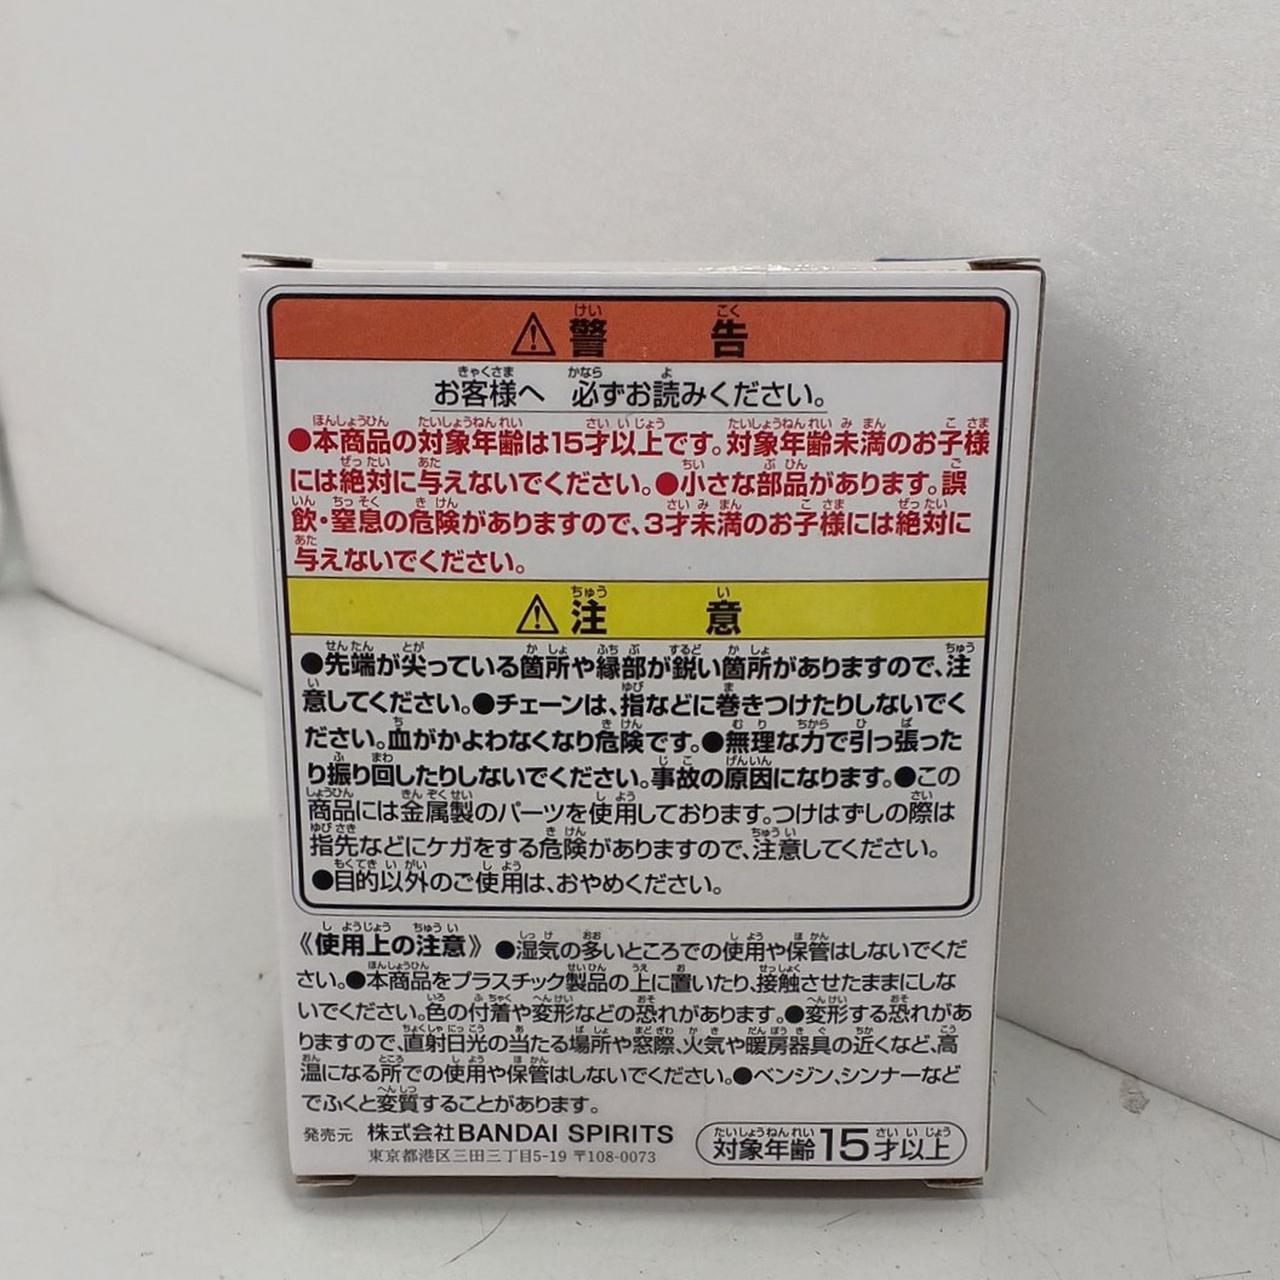 ⚠警告
お客様へ 必ずお読みください。
●本商品の対象年齢は15才以上です。対象年齢未満のお子様
には絶対に与えないでください。●小さな部品があります。誤
飲・窒息の危険がありますので、3才未満のお子様には絶対に
与えないでください。
⚠注意
●先端が尖っている箇所や縁部が鋭い箇所がありますので、注
意してください。●チェーンは、指などに巻きつけたりしないでく
ださい。血がかよわなくなり危険です。●無理な力で引っ張った
り振り回したりしないでください。事故の原因になります。●この
商品には金属製のパーツを使用しております。つけはずしの際は
指先などにケガをする危険がありますので、注意してください。
●目的以外のご使用は、おやめください。
《使用上の注意》●湿気の多いところでの使用や保管はしないでくだ
さい。●本商品をプラスチック製品の上に置いたり、接触させたままにしな
いでください。色の付着や変形などの恐れがあります。●変形する恐れがあ
りますので、直射日光の当たる場所や窓際、火気や暖房器具の近くなど、高
温になる所での使用や保管はしないでください。●ベンジン、シンナーなど
でふくと変質することがあります。
発売元 株式会社BANDAI SPIRITS
東京都港区三田三丁目5-19 〒108-0073
対象年齢15才以上